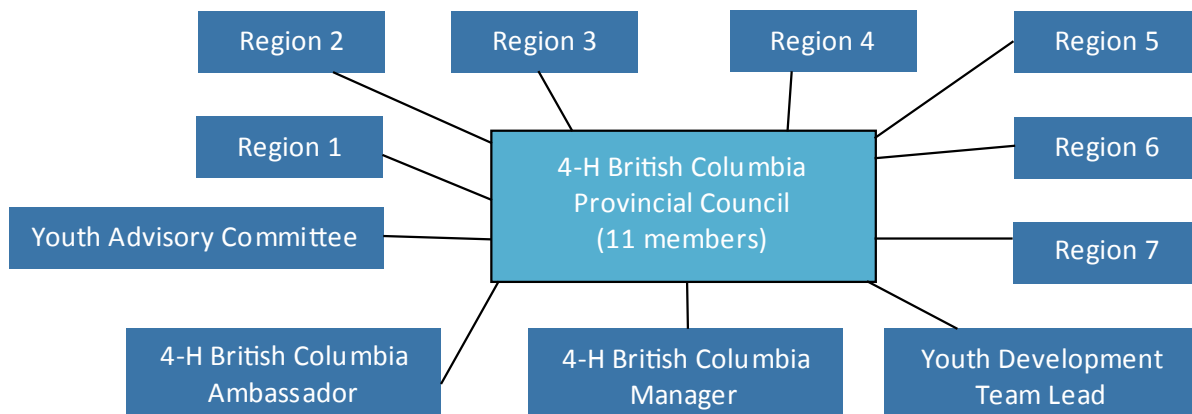 Region 2
Region 3
Region 4
Region 5
Region 1
4-H British Columbia
Provincial Council
(11 members)
Region 6
Youth Advisory Committee
Region 7
4-H British Columbia
Ambassador
4-H British Columbia
Manager
Youth Development
Team Lead